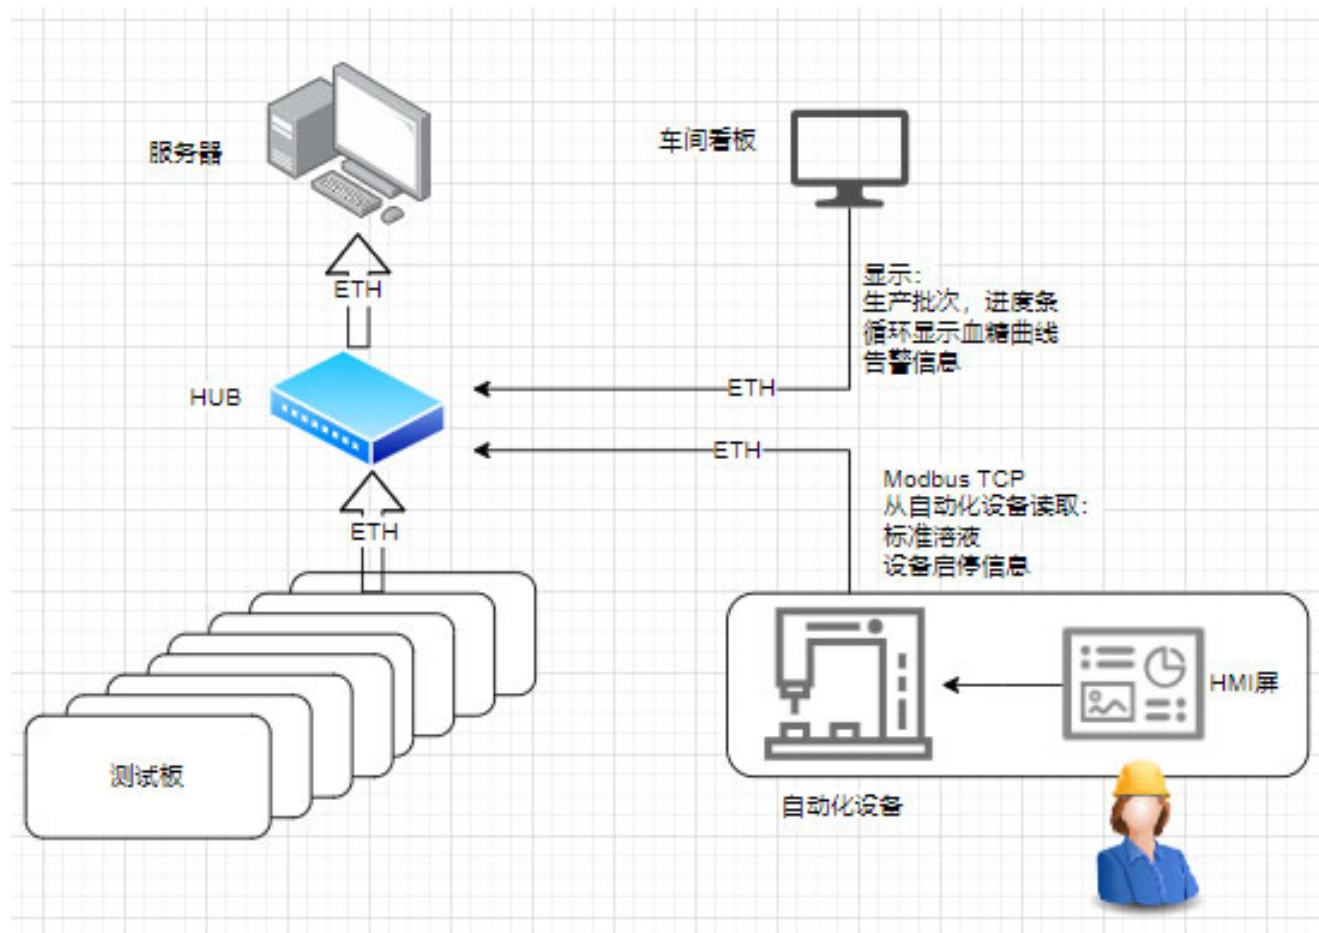 服务器
车间看板
ETH
显示：
生产批次，进度条
循环显示血糖曲线
告警信息
HUB
ETH
ETH
Modbus TCP
从自动化设备读取：
标准溶液
设备启停信息
ETH
HMI屏
测试板
自动化设备